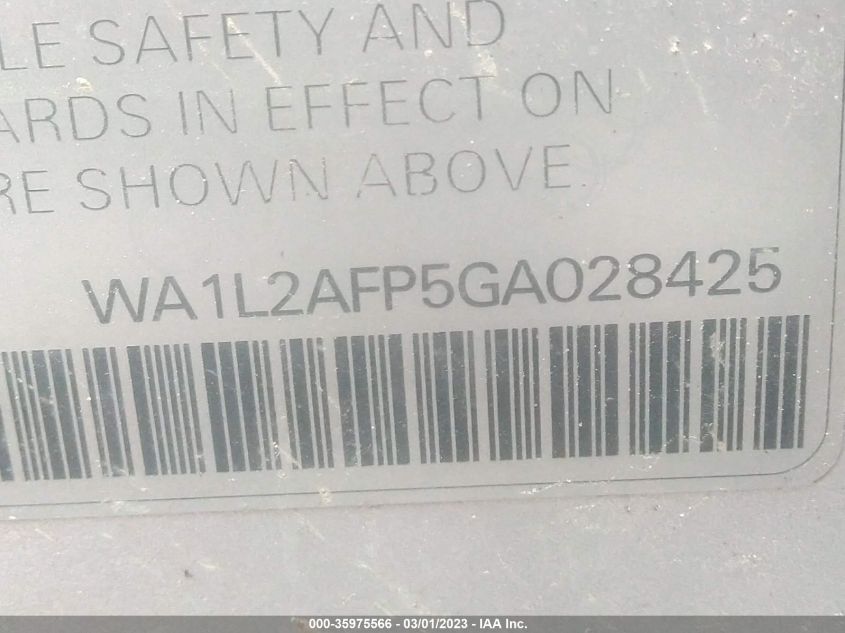 LE SAFETY AND
ARDS IN EFFECT ON
RE SHOWN ABOVE.
WA1L2AFP5GA028425
000-35975566 - 03/01/2023 - IAA Inc.